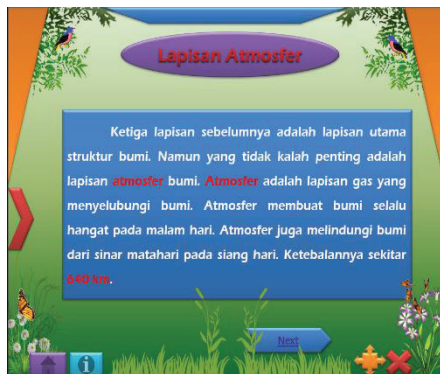 Lapisan Atmosfer
Ketiga lapisan sebelumnya adalah lapisan utama
struktur bumi. Namun yang tidak kalah penting adalah
lapisan atmosfer bumi. Atmosfer adalah lapisan gas yang
menyelubungi bumi. Atmosfer membuat bumi selalu
hangat pada malam hari. Atmosfer juga melindungi bumi
dari sinar matahari pada siang hari. Ketebalannya sekitar
640 km.
Next
i